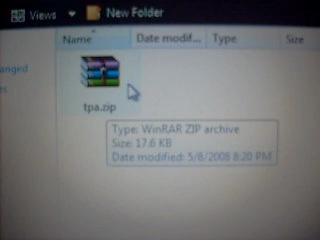 Views New Folder
Name Date modif... Type Size
anged
es
tpa.zip
Type: WinRAR ZIP archive
Size: 17.6 KB
Date modified: 5/8/2008 8:20 PM